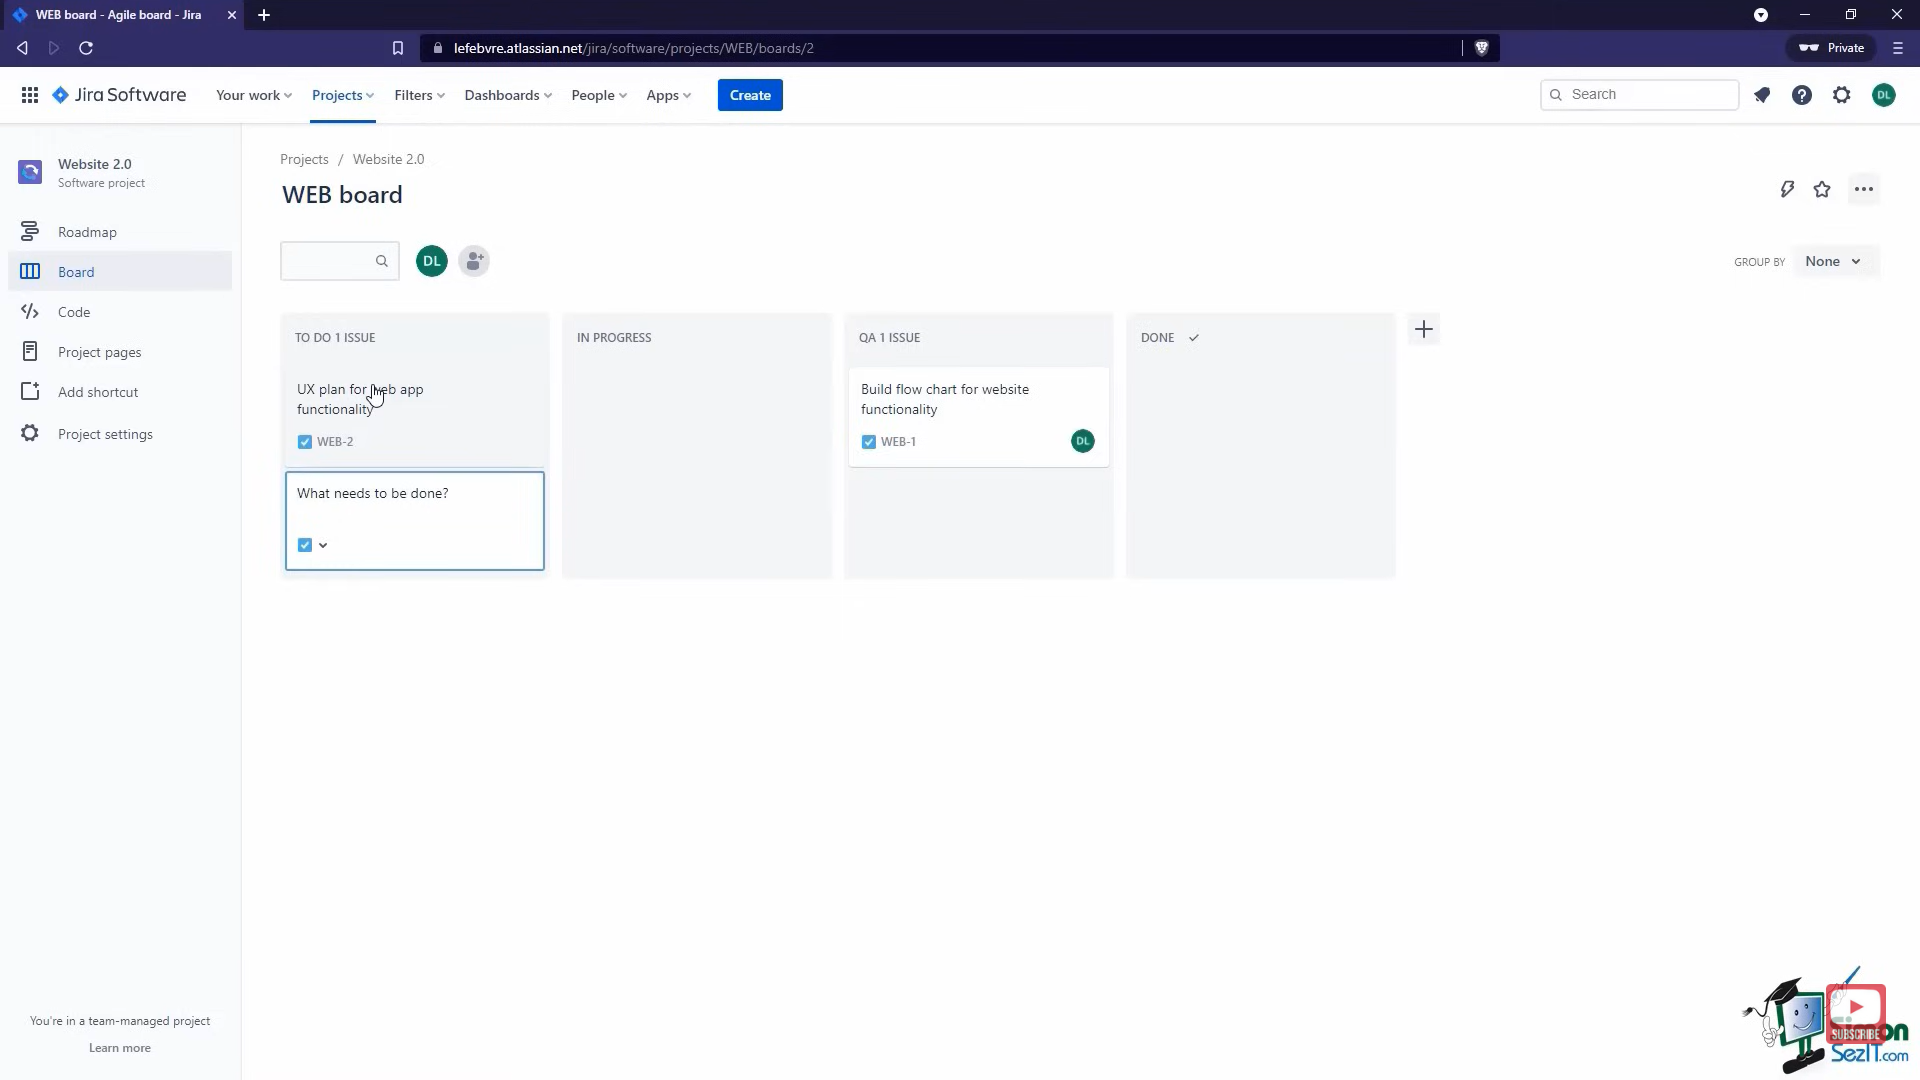 WEB board - Agile board - Jira
lefebvre.atlassian.net/jira/software/projects/WEB/boards/2
Private
Jira Software
Your work
Projects
Filters
Dashboards
People
Apps
Create
Search
DL
Website 2.0
Software project
Roadmap
Board
Code
Project pages
Add shortcut
Project settings
You're in a team-managed project
Learn more
Projects / Website 2.0
WEB board
DL
GROUP BY None
TO DO 1 ISSUE
UX plan for web app
functionality
WEB-2
What needs to be done?
IN PROGRESS
QA 1 ISSUE
Build flow chart for website
functionality
WEB-1
DL
DONE
SUBSCRIBE
SezIT.com